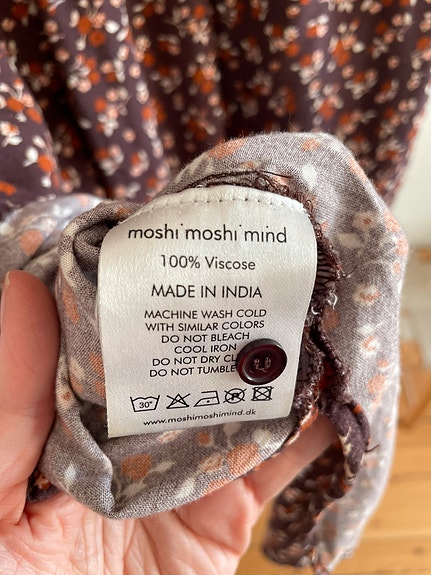 moshi moshi mind
100% Viscose
MADE IN INDIA
MACHINE WASH COLD
WITH SIMILAR COLORS
DO NOT BLEACH
COOL IRON
DO NOT DRY
DO NOT
30°
www.moshimoshimind.dk